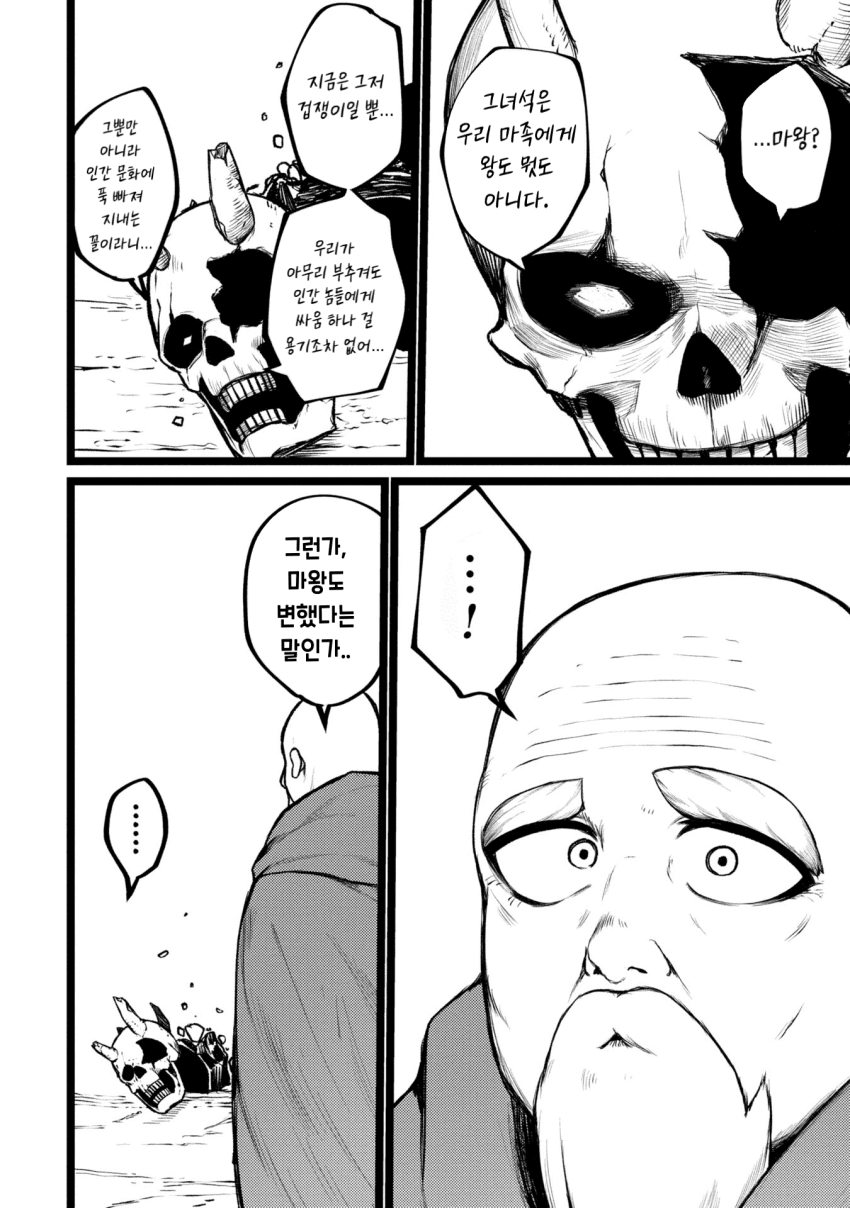 ...마왕?
그녀석은
우리 마족에게
왕도 뭣도
아니다.
지금은 그저
겁쟁이일 뿐...
우리가
아무리 부추겨도
인간 놈들에게
싸움 하나 걸
용기조차 없어...
그뿐만
아니라
인간 문화에
푹 빠져
지내는
꼴이라니...
...!
그런가,
마왕도
변했다는
말인가..
.....